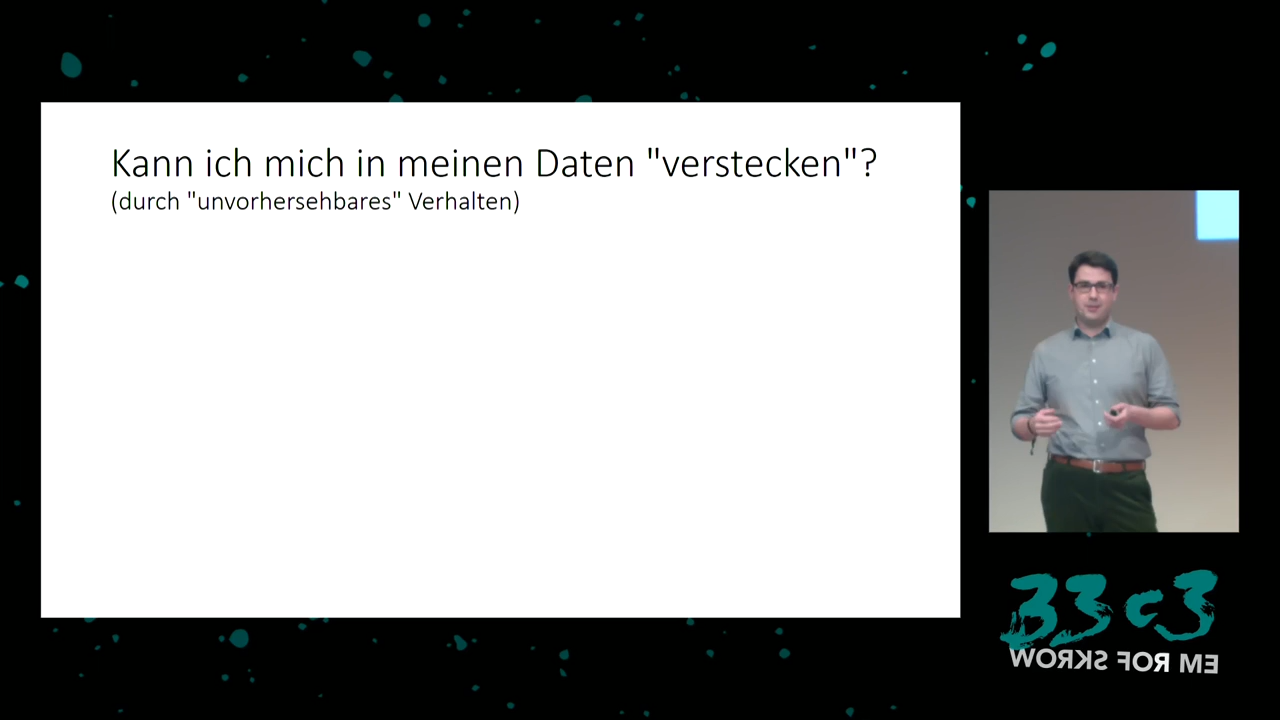 Kann ich mich in meinen Daten "verstecken"?
(durch "unvorhersehbares" Verhalten)
33c3
WORKS FOR ME